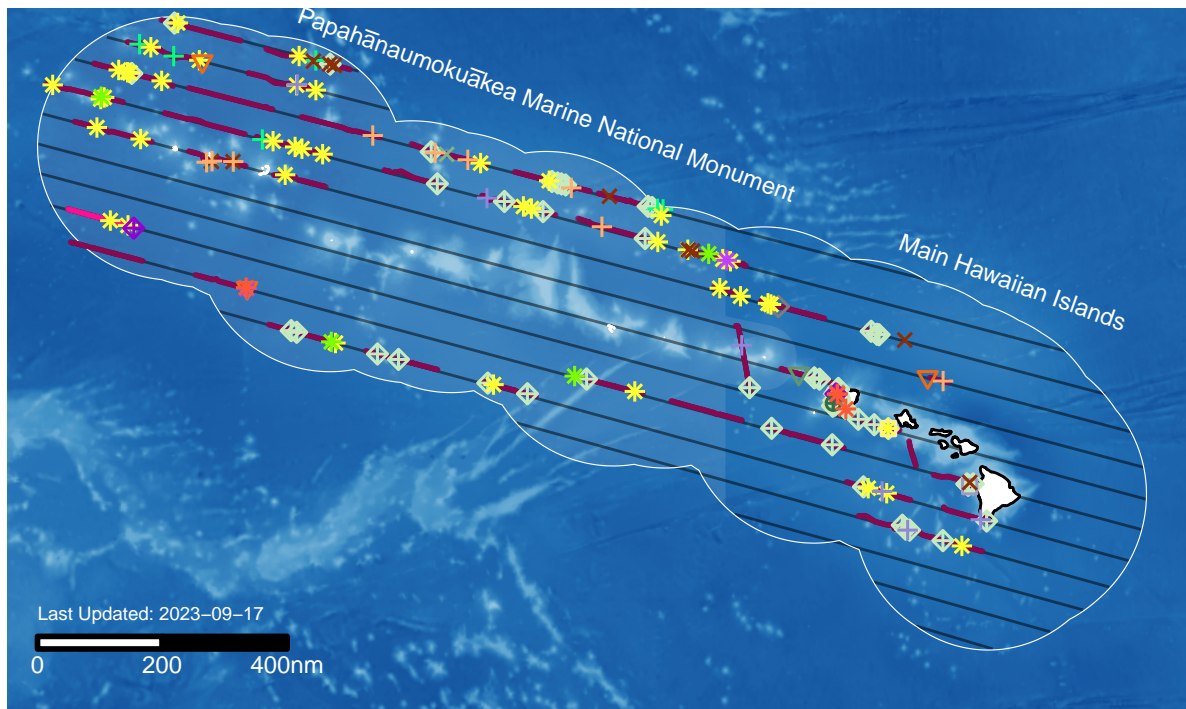 Papahānaumokuākea Marine National Monument
Main Hawaiian Islands
Last Updated: 2023–09–17
0 200 400nm